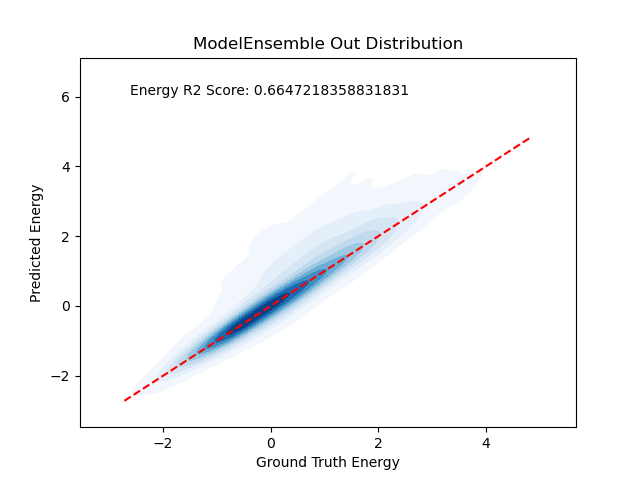 ModelEnsemble Out Distribution
Energy R2 Score: 0.6647218358831831
6
4
2
0
−2
Predicted Energy
−2 0 2 4
Ground Truth Energy